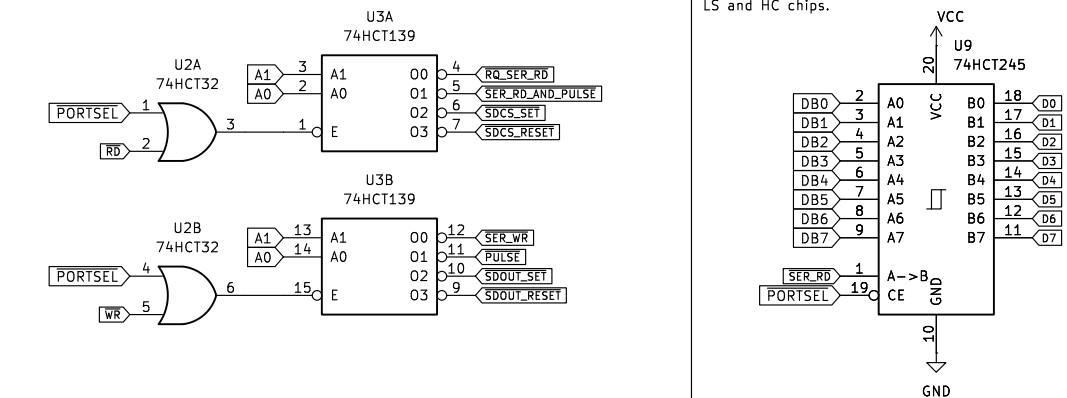 LS and HC chips.
U3A
74HCT139
U2A
74HCT32
PORTSEL 1
RD 2
3
A1 3 A1 O0 4 RQ_SER_RD
A0 2 A0 O1 5 SER_RD_AND_PULSE
O2 6 SDCS_SET
1 E O3 7 SDCS_RESET
U3B
74HCT139
U2B
74HCT32
PORTSEL 4
WR 5
6
A1 13 A1 O0 12 SER_WR
A0 14 A0 O1 11 PULSE
O2 10 SDOUT_SET
15 E O3 9 SDOUT_RESET
VCC
U9
74HCT245
20
VCC
DB0 2 A0 B0 18 D0
DB1 3 A1 B1 17 D1
DB2 4 A2 B2 16 D2
DB3 5 A3 B3 15 D3
DB4 6 A4 B4 14 D4
DB5 7 A5 B5 13 D5
DB6 8 A6 B6 12 D6
DB7 9 A7 B7 11 D7
SER_RD 1 A->B
PORTSEL 19 CE
GND
10
GND